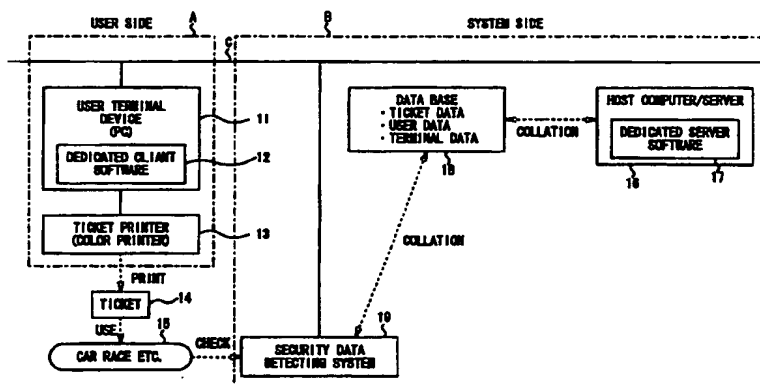 USER SIDE
A
B
SYSTEM SIDE
C
USER TERMINAL
DEVICE
(PC)
11
DEDICATED CLIENT
SOFTWARE
12
TICKET PRINTER
(COLOR PRINTER)
13
PRINT
TICKET
14
USE
15
CAR RACE ETC.
CHECK
DATA BASE
· TICKET DATA
· USER DATA
· TERMINAL DATA
18
COLLATION
HOST COMPUTER/SERVER
DEDICATED SERVER
SOFTWARE
16
17
COLLATION
19
SECURITY DATA
DETECTING SYSTEM